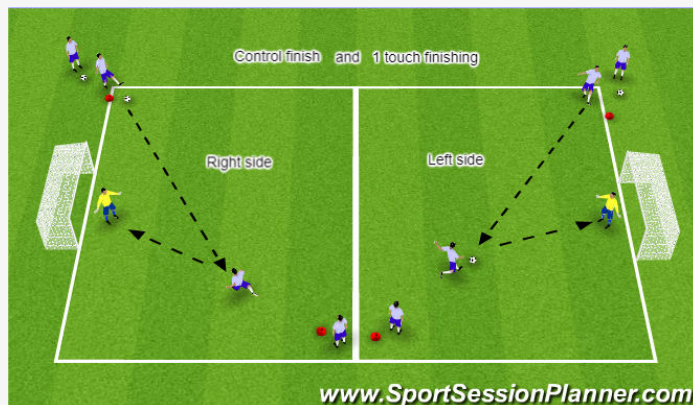 Control finish and 1 touch finishing
Right side
Left side
www.SportSessionPlanner.com